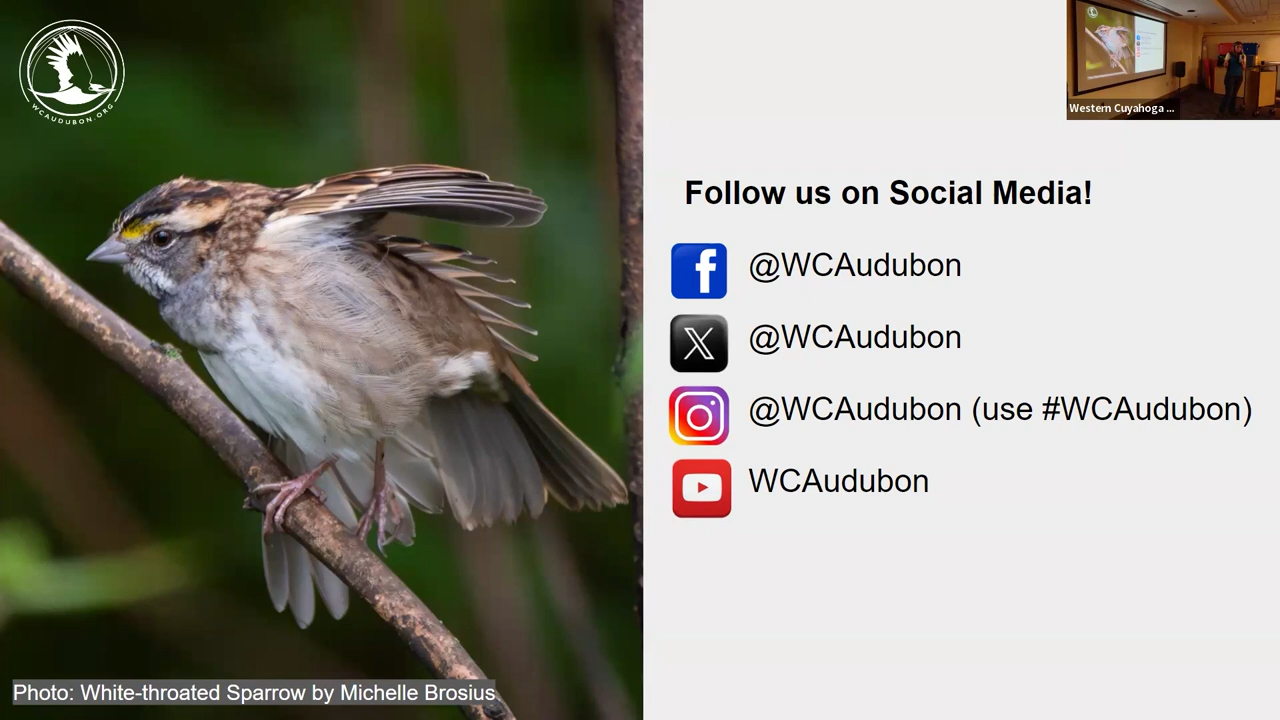 WCAUDUBON.ORG
Western Cuyahoga ...
Follow us on Social Media!
@WCAudubon
@WCAudubon
@WCAudubon (use #WCAudubon)
WCAudubon
Photo: White-throated Sparrow by Michelle Brosius